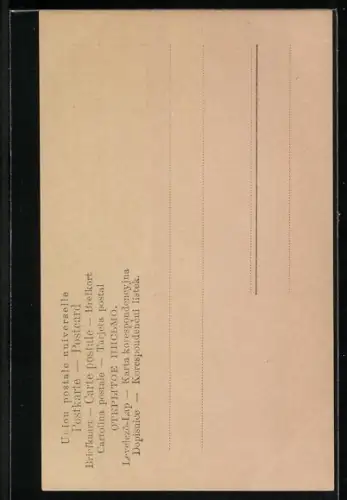 Union postale universelle
Postkarte — Postcard
Briefkaart — Carte postale — Brefkort
Cartolina postale — Tarjeta postal
ОТКРЫТОЕ ПИСЬМО.
Levelező-Lap — Karta korespondencyjna
Dopisnice — Korespondenční lístek.